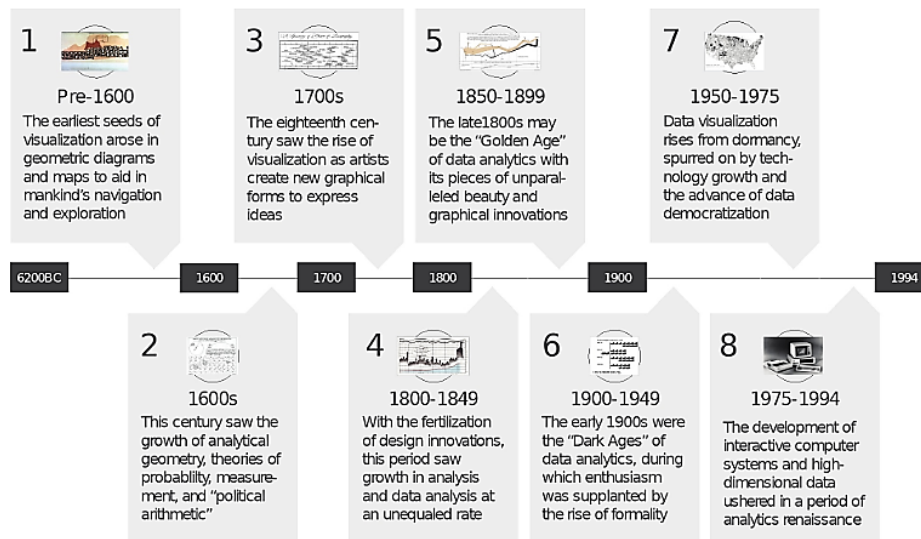 1
Pre-1600
The earliest seeds of
visualization arose in
geometric diagrams
and maps to aid in
mankind's navigation
and exploration
3
1700s
The eighteenth cen-
tury saw the rise of
visualization as artists
create new graphical
forms to express
ideas
5
1850-1899
The late1800s may
be the "Golden Age"
of data analytics with
its pieces of unparal-
leled beauty and
graphical innovations
7
1950-1975
Data visualization
rises from dormancy,
spurred on by tech-
nology growth and
the advance of data
democratization
6200BC
1600
1700
1800
1900
1994
2
1600s
This century saw the
growth of analytical
geometry, theories of
probablilty, measure-
ment, and "political
arithmetic"
4
1800-1849
With the fertilization
of design innovations,
this period saw
growth in analysis
and data analysis at
an unequaled rate
6
1900-1949
The early 1900s were
the "Dark Ages" of
data analytics, during
which enthusiasm
was supplanted by
the rise of formality
8
1975-1994
The development of
interactive computer
systems and high-
dimensional data
ushered in a period of
analytics renaissance